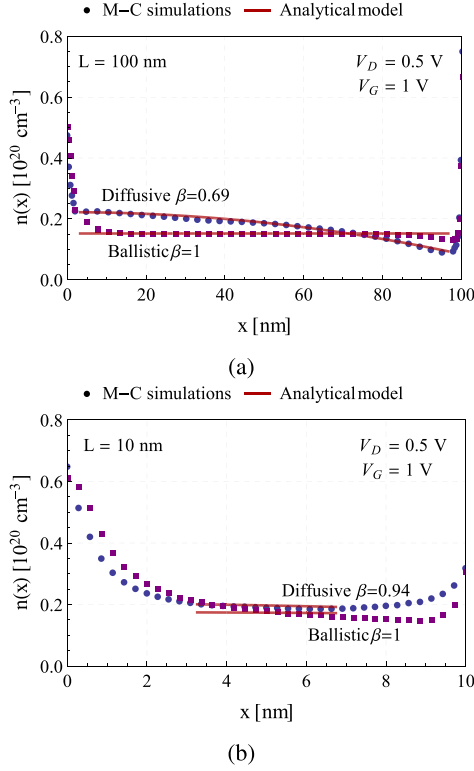 M−C simulations Analytical model
L = 100 nm V_D = 0.5 V
V_G = 1 V
n(x) [10^20 cm^−3]
0.8
0.6
0.4
0.2
0.0
Diffusive β=0.69
Ballistic β=1
0 20 40 60 80 100
x [nm]
(a)
M−C simulations Analytical model
L = 10 nm V_D = 0.5 V
V_G = 1 V
n(x) [10^20 cm^−3]
0.8
0.6
0.4
0.2
0.0
Diffusive β=0.94
Ballistic β=1
0 2 4 6 8 10
x [nm]
(b)